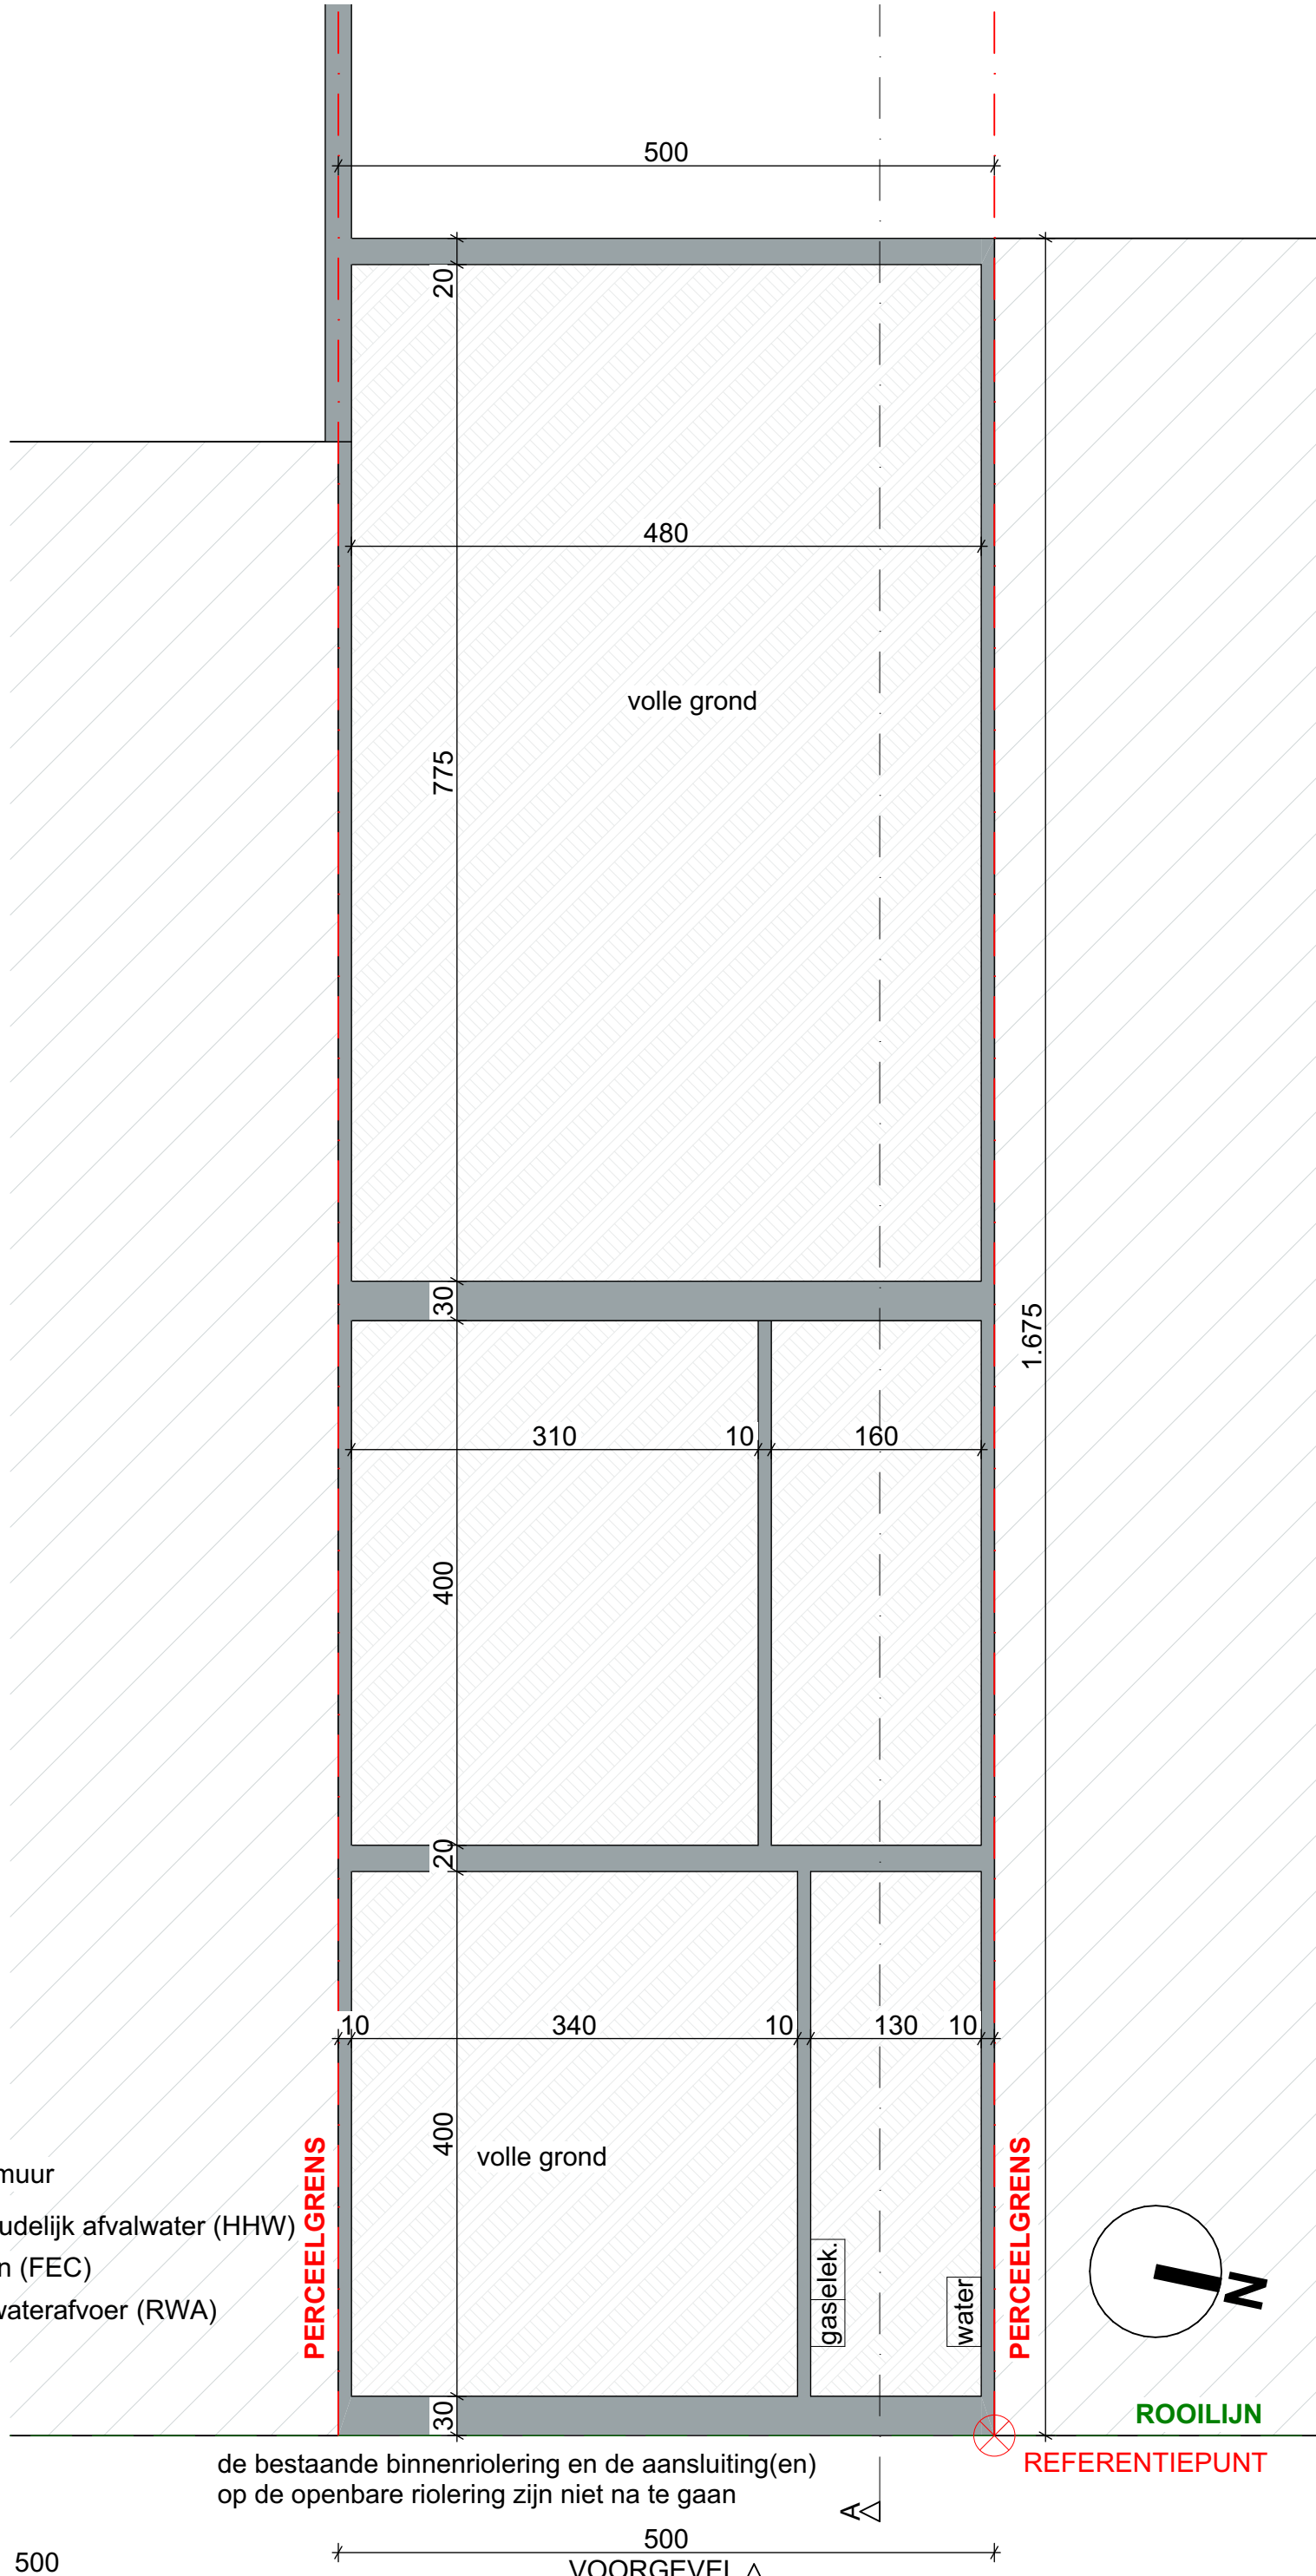 500
20
480
volle grond
775
30
1.675
310
10
160
400
20
10
340
10
130
10
400
volle grond
PERCEELGRENS
PERCEELGRENS
muur
udelijk afvalwater (HHW)
n (FEC)
waterafvoer (RWA)
gas
elek.
water
N
30
ROOILIJN
REFERENTIEPUNT
de bestaande binnenriolering en de aansluiting(en)
op de openbare riolering zijn niet na te gaan
A
500
500
VOORGEVEL